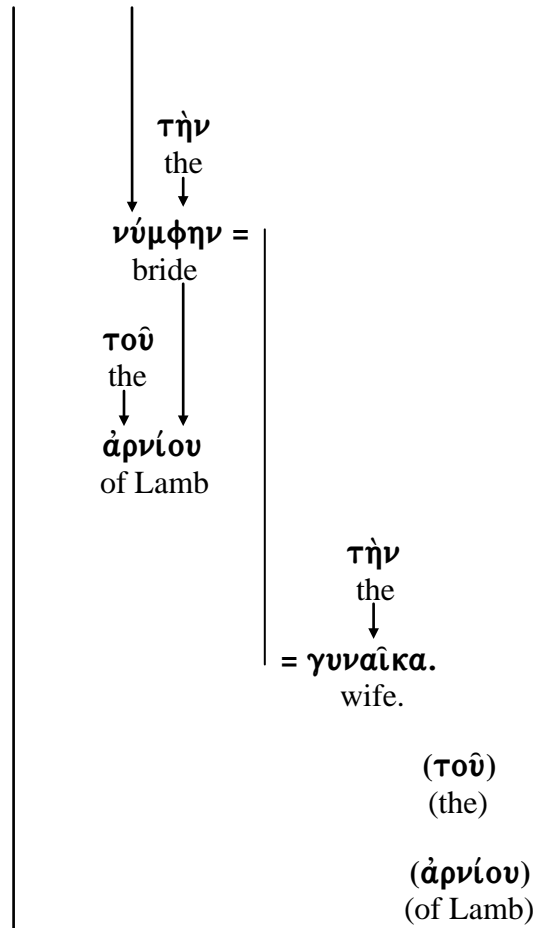 τὴν
the
νύμφην =
bride
τοῦ
the
ἀρνίου
of Lamb
τὴν
the
= γυναῖκα.
wife.
(τοῦ)
(the)
(ἀρνίου)
(of Lamb)